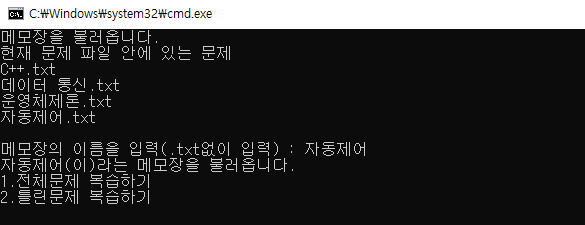 C:₩Windows₩system32₩cmd.exe
메모장을 불러옵니다.
현재 문제 파일 안에 있는 문제
C++.txt
데이터 통신.txt
운영체제론.txt
자동제어.txt
메모장의 이름을 입력(.txt없이 입력) : 자동제어
자동제어(이)라는 메모장을 불러옵니다.
1.전체문제 복습하기
2.틀린문제 복습하기